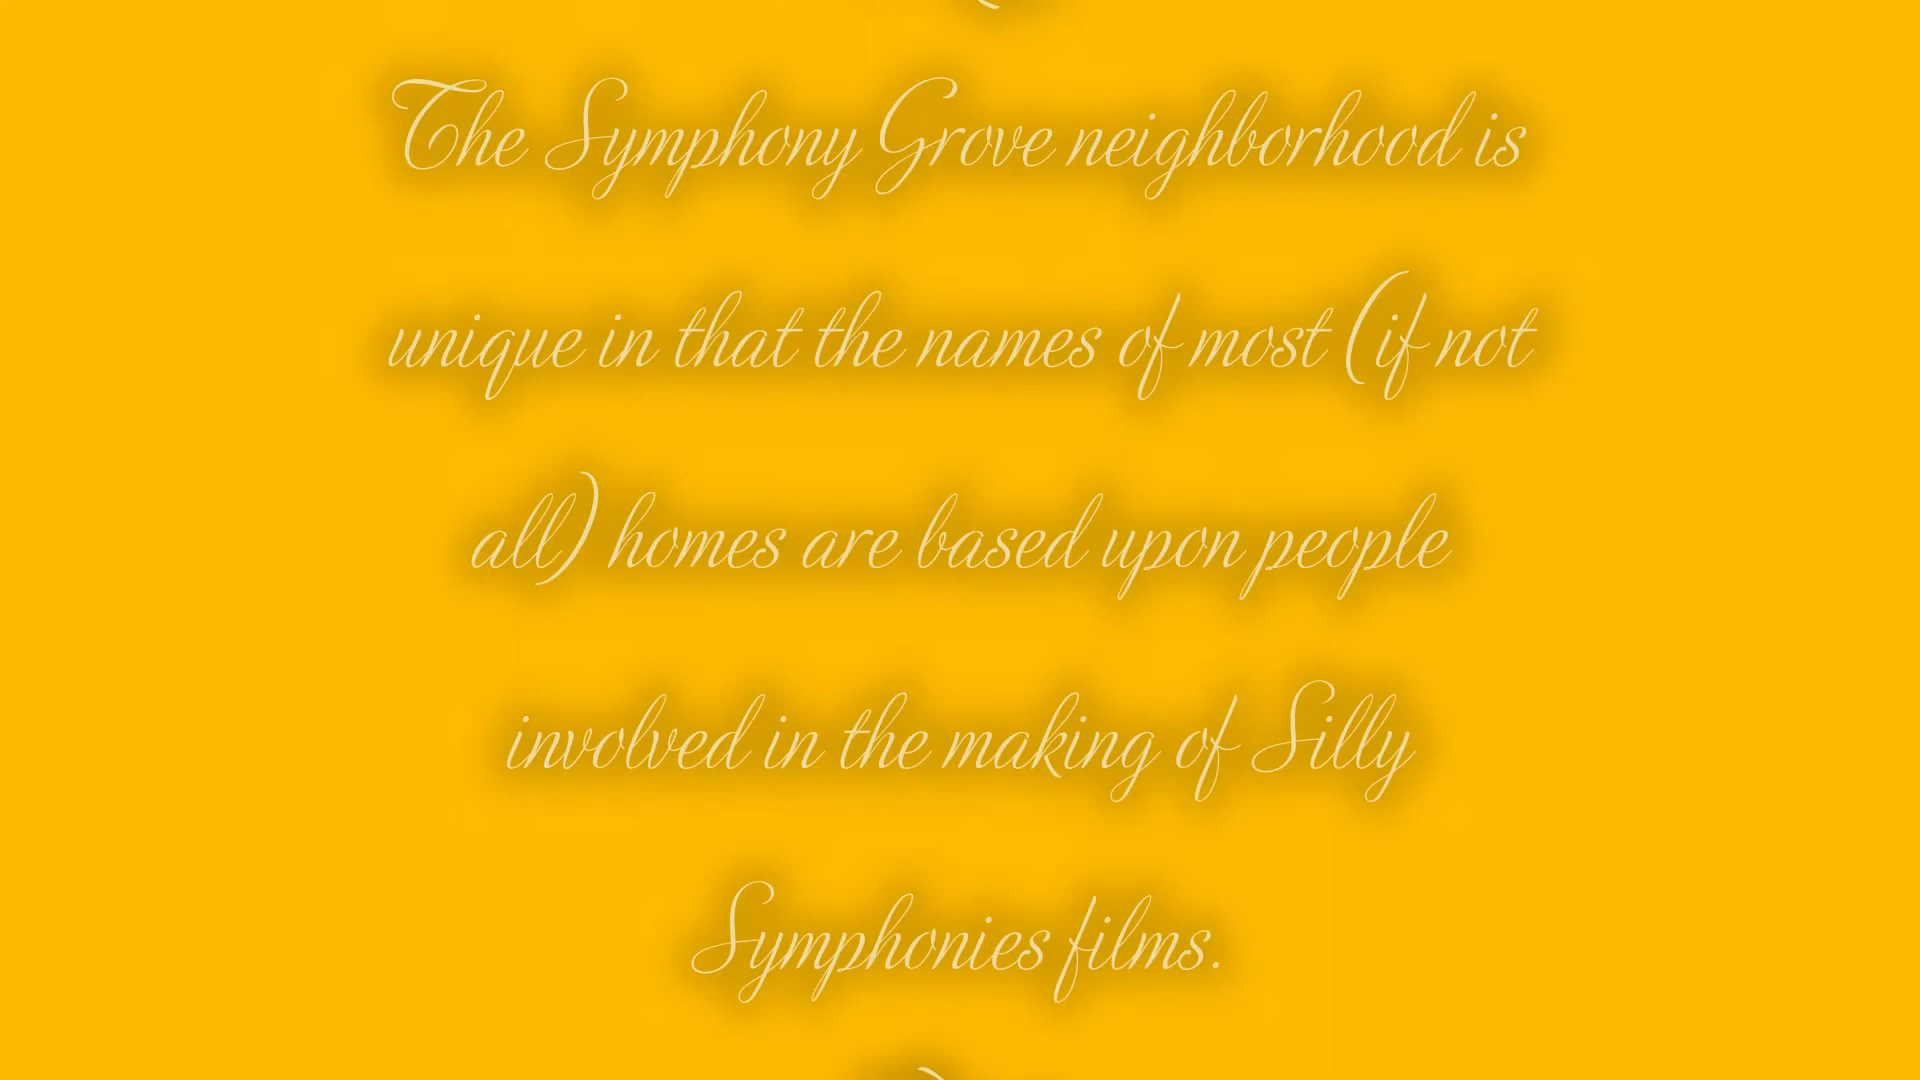 The Symphony Grove neighborhood is
unique in that the names of most (if not
all) homes are based upon people
involved in the making of Silly
Symphonies films.